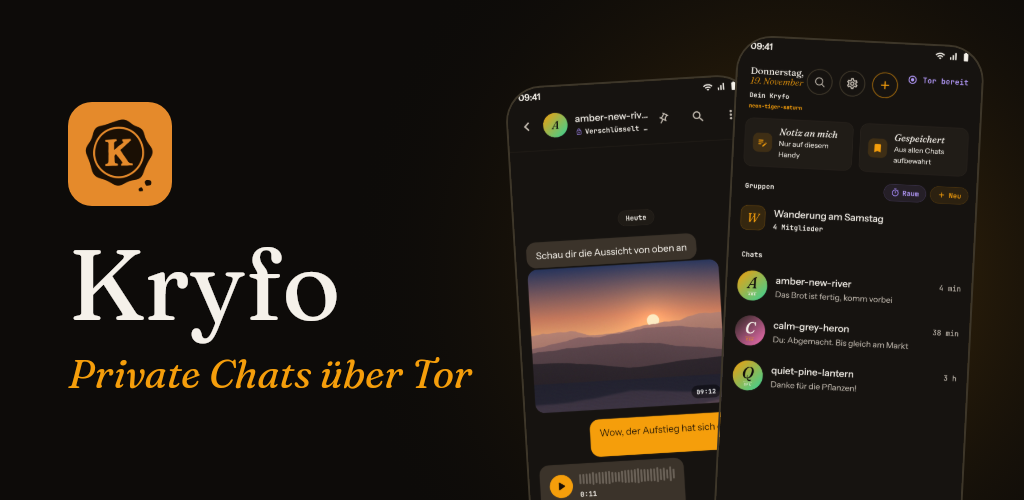 K
Kryfo
Private Chats über Tor
09:41
A
amber-new-riv…
Verschlüsselt …
Heute
Schau dir die Aussicht von oben an
09:12
Wow, der Aufstieg hat sich
0:11
09:41
Donnerstag,
19. November
Tor bereit
Dein Kryfo
Notiz an mich
Nur auf diesem
Handy
Gespeichert
Aus allen Chats
aufbewahrt
Gruppen
Raum
+ Neu
W
Wanderung am Samstag
4 Mitglieder
Chats
A
amber-new-river
4 min
Das Brot ist fertig, komm vorbei
C
calm-grey-heron
38 min
Du: Abgemacht. Bis gleich am Markt
Q
quiet-pine-lantern
3 h
Danke für die Pflanzen!